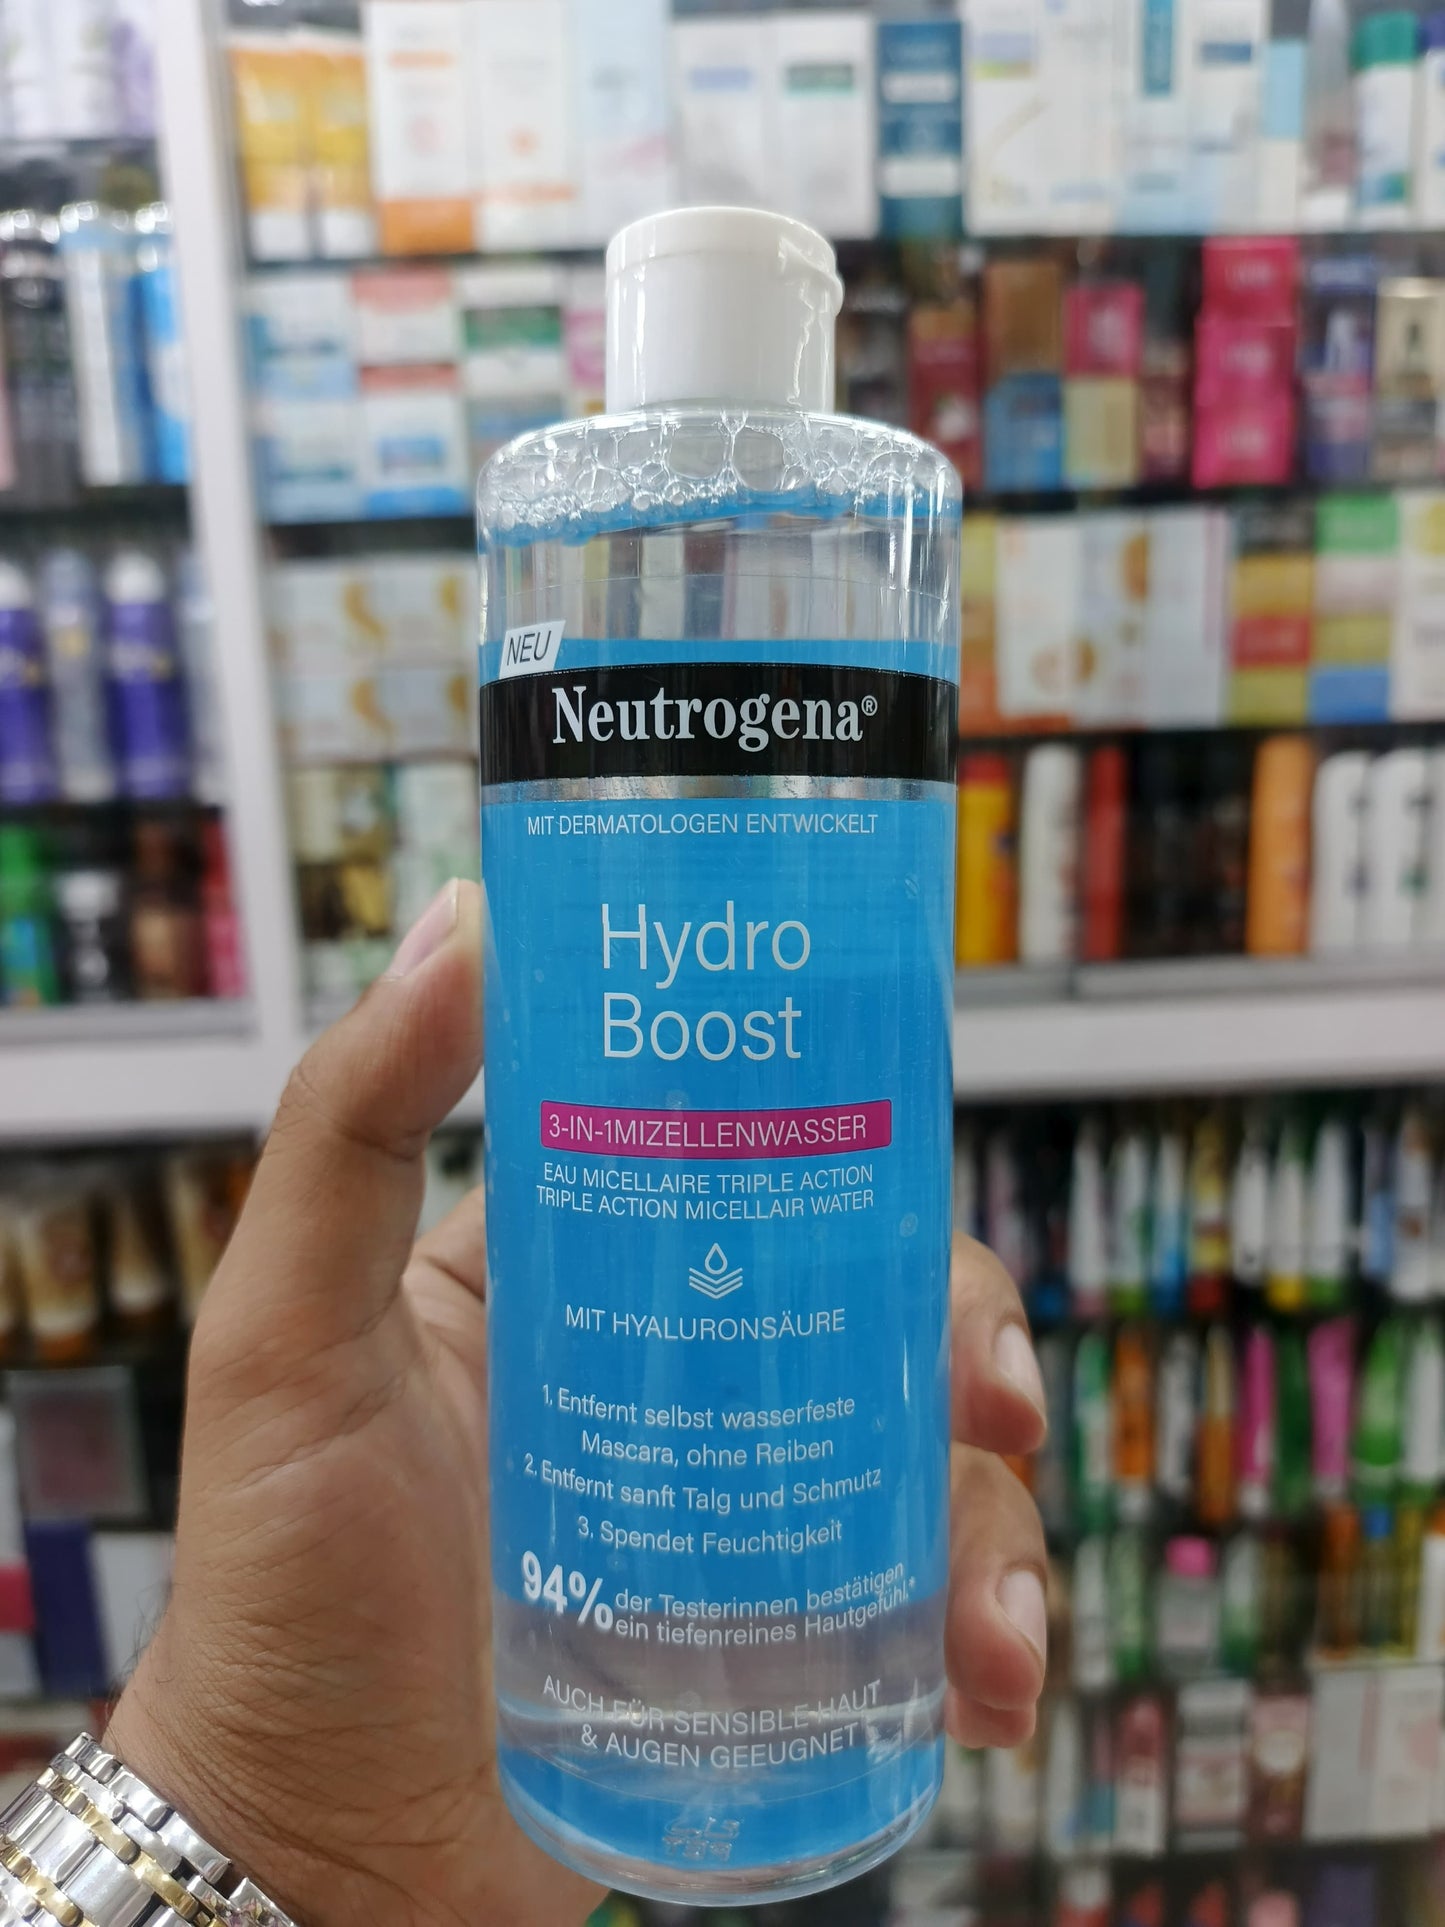 NEU
Neutrogena®
MIT DERMATOLOGEN ENTWICKELT
Hydro
Boost
3-IN-1MIZELLENWASSER
EAU MICELLAIRE TRIPLE ACTION
TRIPLE ACTION MICELLAIR WATER
MIT HYALURONSÄURE
1. Entfernt selbst wasserfeste
Mascara, ohne Reiben
2. Entfernt sanft Talg und Schmutz
3. Spendet Feuchtigkeit
94% der Testerinnen bestätigen
ein tiefenreines Hautgefühl.*
AUCH FÜR SENSIBLE HAUT
& AUGEN GEEIGNET